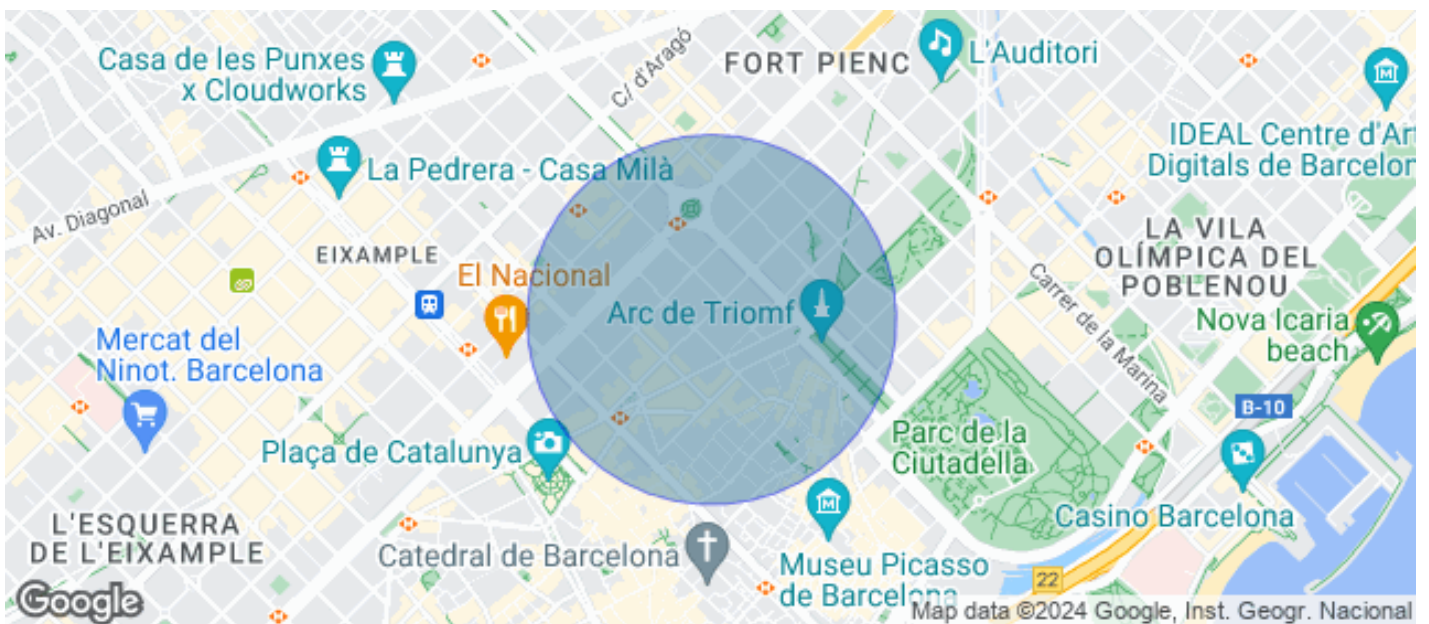 Casa de les Punxes
x Cloudworks
C/ d'Aragó
FORT PIENC
L'Auditori
IDEAL Centre d'Art
Digitals de Barcelon
La Pedrera - Casa Milà
Av. Diagonal
EIXAMPLE
El Nacional
Arc de Triomf
LA VILA
OLÍMPICA DEL
POBLENOU
Carrer de la Marina
Nova Icaria
beach
Mercat del
Ninot. Barcelona
B-10
Plaça de Catalunya
Parc de la
Ciutadella
L'ESQUERRA
DE L'EIXAMPLE
Catedral de Barcelona
Museu Picasso
de Barcelona
Casino Barcelona
22
Google
Map data ©2024 Google, Inst. Geogr. Nacional